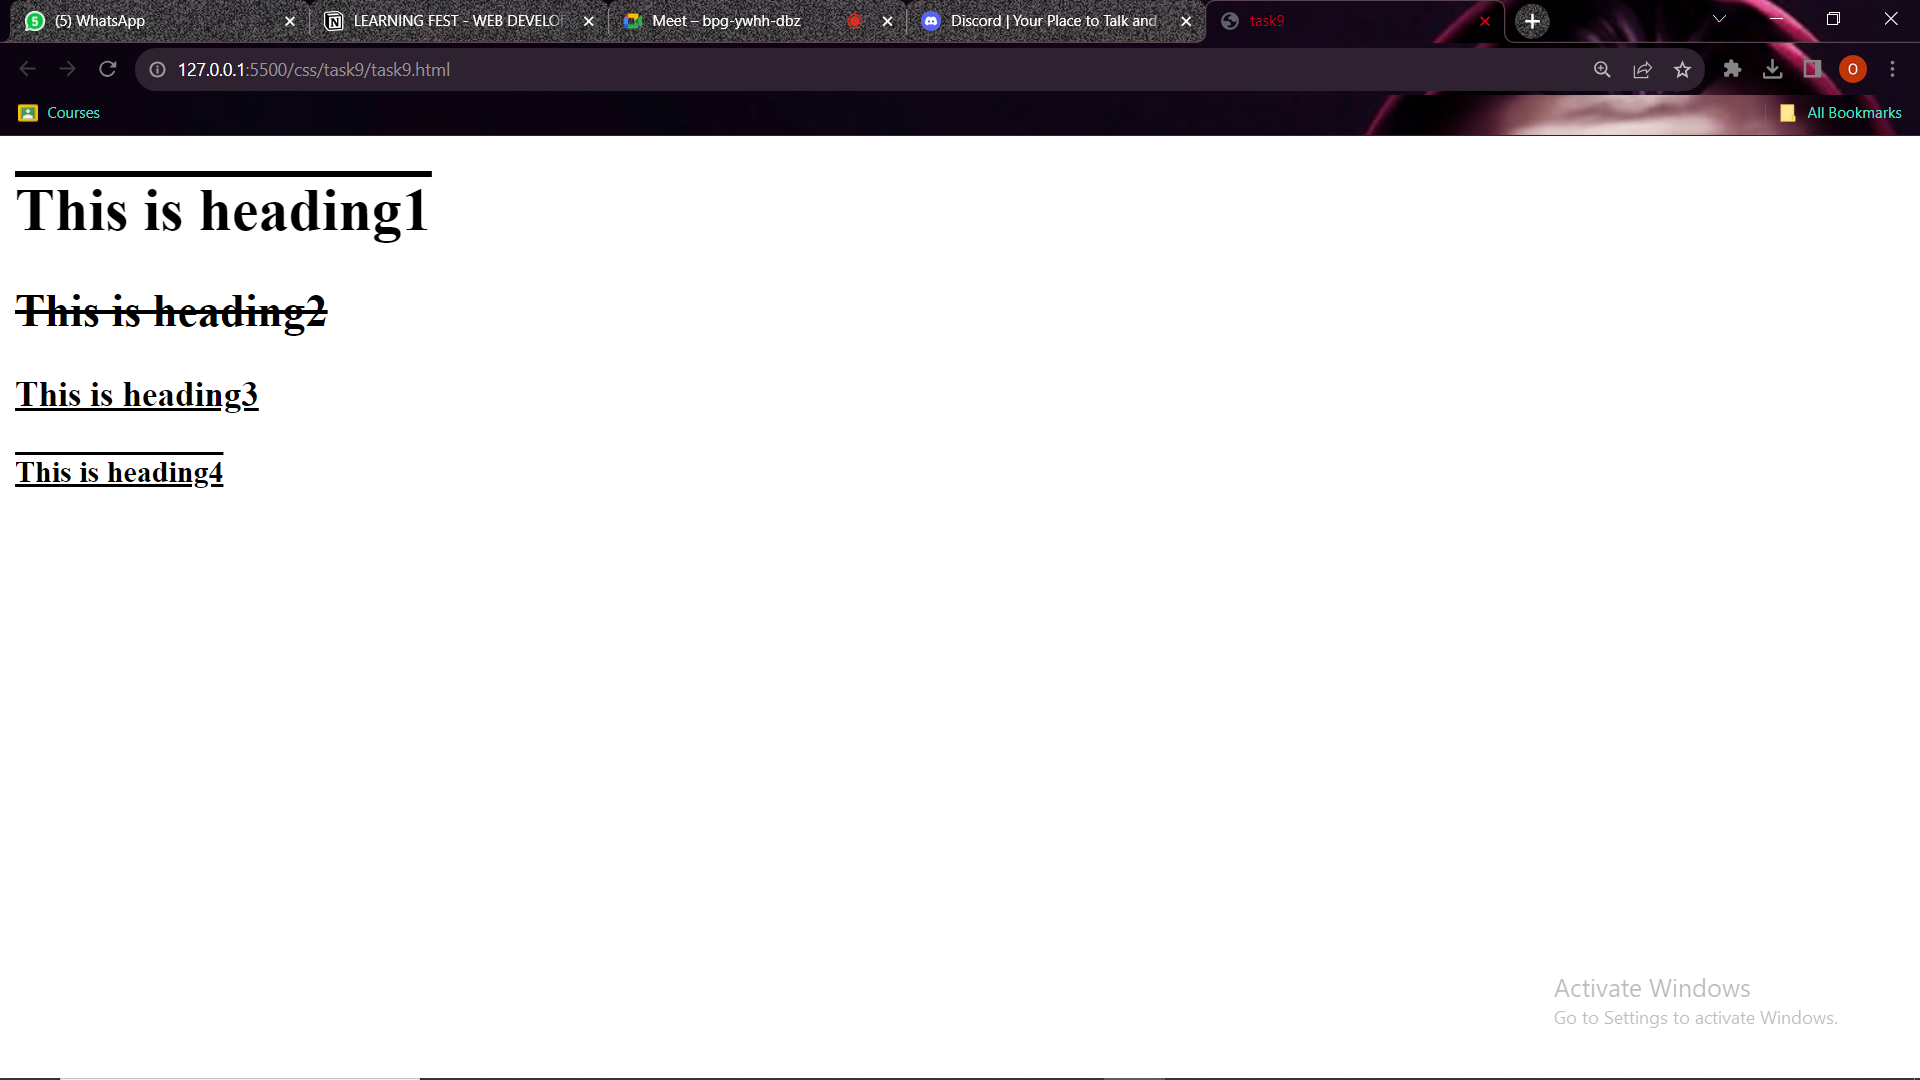 (5) WhatsApp
LEARNING FEST - WEB DEVELO
Meet – bpg-ywhh-dbz
Discord | Your Place to Talk and
task9
127.0.0.1:5500/css/task9/task9.html
O
Courses
All Bookmarks
This is heading1
This is heading2
This is heading3
This is heading4
Activate Windows
Go to Settings to activate Windows.